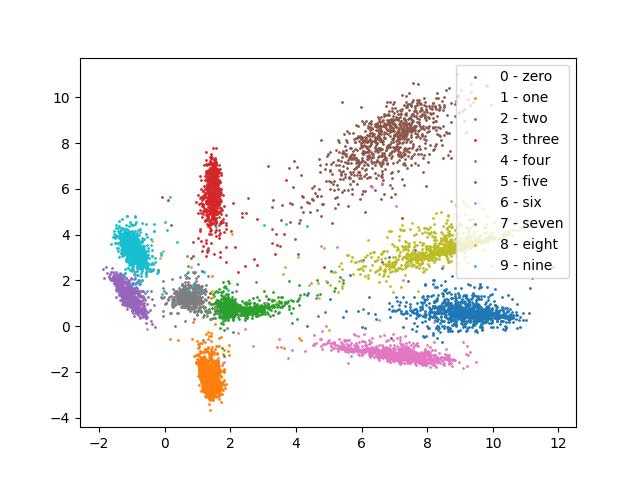 10
8
6
4
2
0
−2
−4
−2
0
2
4
6
8
10
12
0 - zero
1 - one
2 - two
3 - three
4 - four
5 - five
6 - six
7 - seven
8 - eight
9 - nine